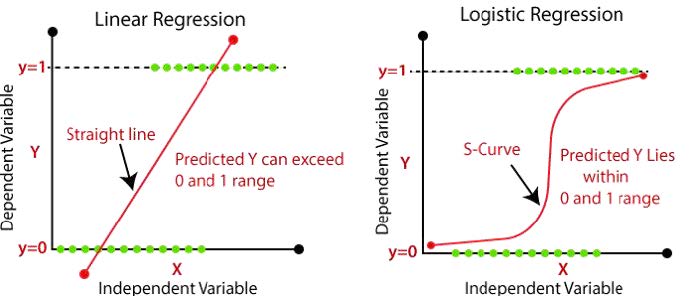 Linear Regression
y=1
Dependent Variable
Y
Straight line
Predicted Y can exceed
0 and 1 range
y=0
X
Independent Variable
Logistic Regression
y=1
Dependent Variable
Y
S-Curve
Predicted Y Lies
within
0 and 1 range
y=0
X
Independent Variable